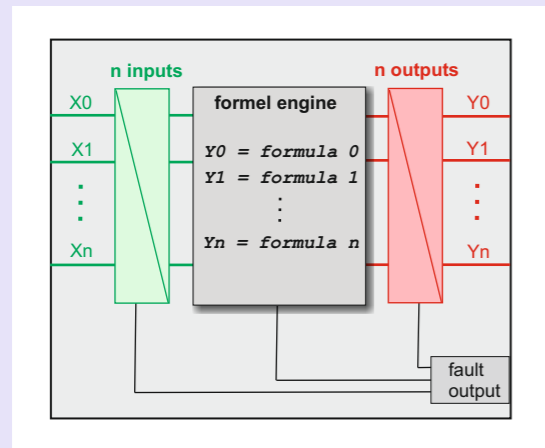 n inputs
n outputs
X0
formel engine
Y0
Y0 = formula 0
X1
Y1 = formula 1
Y1
Xn
Yn = formula n
Yn
fault
output